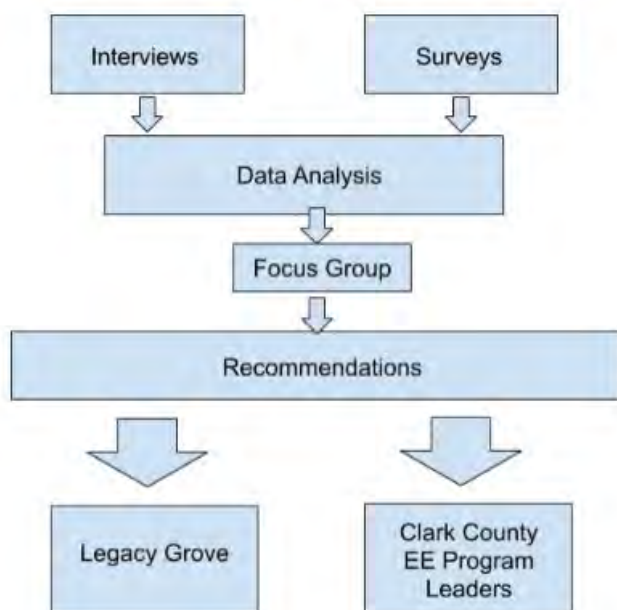 Interviews
Surveys
Data Analysis
Focus Group
Recommendations
Legacy Grove
Clark County
EE Program
Leaders